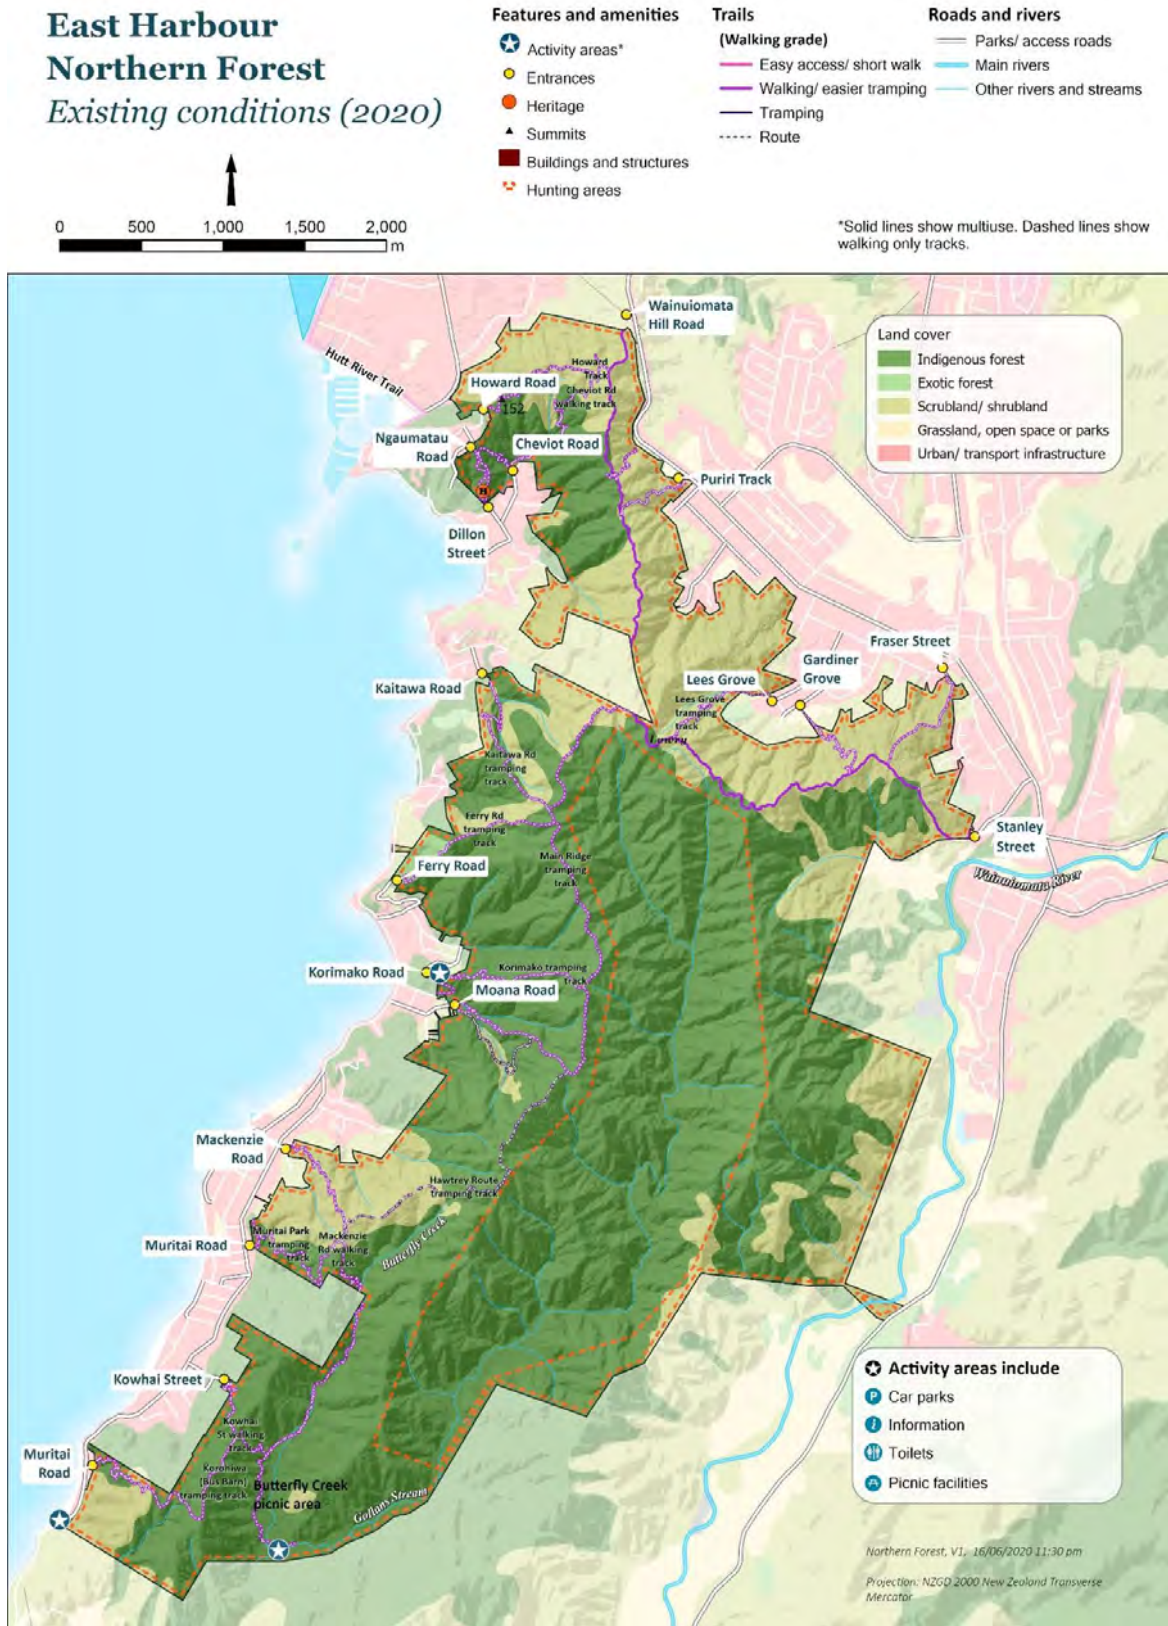 East Harbour
Northern Forest
Existing conditions (2020)
0 500 1,000 1,500 2,000
m
Features and amenities
Activity areas*
Entrances
Heritage
Summits
Buildings and structures
Hunting areas
Trails
(Walking grade)
Easy access/ short walk
Walking/ easier tramping
Tramping
Route
Roads and rivers
Parks/ access roads
Main rivers
Other rivers and streams
*Solid lines show multiuse. Dashed lines show
walking only tracks.
Land cover
Indigenous forest
Exotic forest
Scrubland/ shrubland
Grassland, open space or parks
Urban/ transport infrastructure
Wainuiomata
Hill Road
Hutt River Trail
Howard
Track
Howard Road
Cheviot Rd
walking track
152
Ngaumatau
Road
Cheviot Road
Puriri Track
H
Dillon
Street
Fraser Street
Gardiner
Grove
Lees Grove
Kaitawa Road
Lees Grove
tramping
track
Lowry
Kaitawa Rd
tramping
track
Ferry Rd
tramping
track
Stanley
Street
Main Ridge
tramping
track
Ferry Road
Wainuiomata River
Korimako Road
Korimako tramping
track
Moana Road
Mackenzie
Road
Hawtrey Route
tramping track
Muritai Park
tramping
track
Mackenzie
Rd walking
track
Butterfly Creek
Muritai Road
Kowhai Street
Kowhai
St walking
track
Muritai
Road
Korohiwa
(Bus Barn)
tramping track
Butterfly Creek
picnic area
Gollans Stream
Activity areas include
P Car parks
i Information
Toilets
Picnic facilities
Northern Forest, V1, 16/06/2020 11:30 pm
Projection: NZGD 2000 New Zealand Transverse
Mercator